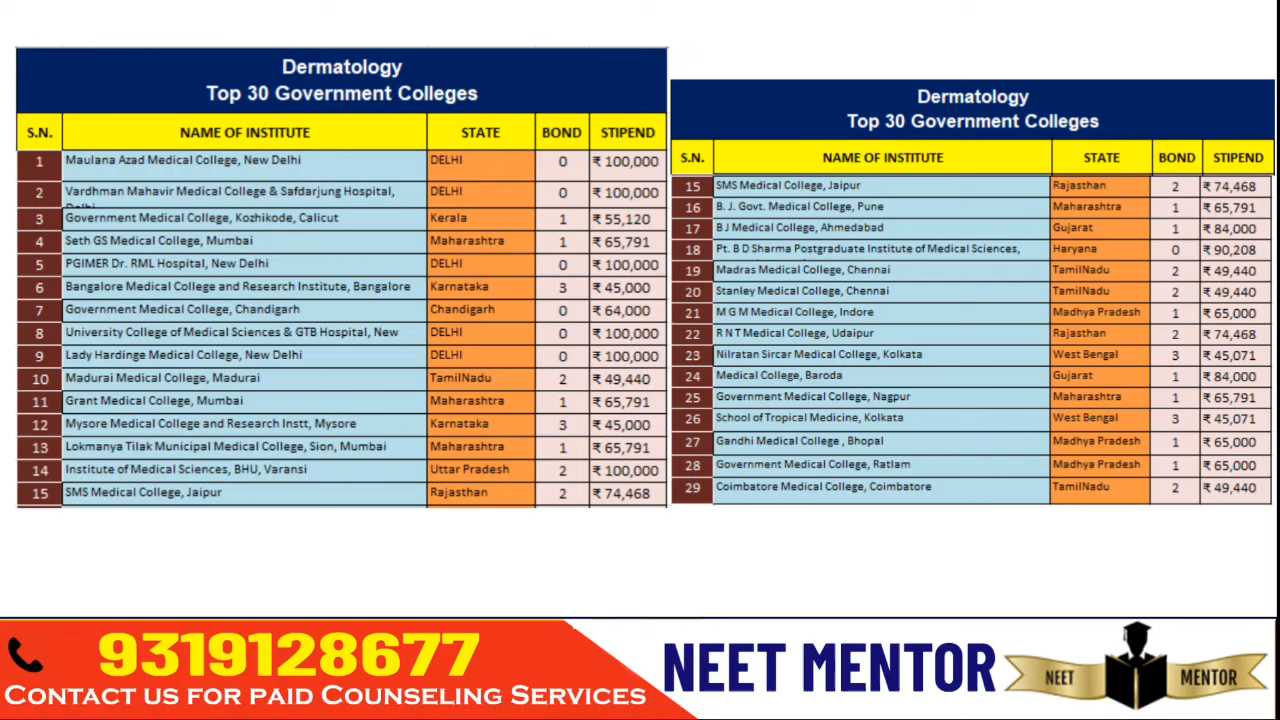 Dermatology
Top 30 Government Colleges
S.N. NAME OF INSTITUTE STATE BOND STIPEND
1 Maulana Azad Medical College, New Delhi DELHI 0 ₹ 100,000
2 Vardhman Mahavir Medical College & Safdarjung Hospital, DELHI 0 ₹ 100,000
3 Government Medical College, Kozhikode, Calicut Kerala 1 ₹ 55,120
4 Seth GS Medical College, Mumbai Maharashtra 1 ₹ 65,791
5 PGIMER Dr. RML Hospital, New Delhi DELHI 0 ₹ 100,000
6 Bangalore Medical College and Research Institute, Bangalore Karnataka 3 ₹ 45,000
7 Government Medical College, Chandigarh Chandigarh 0 ₹ 64,000
8 University College of Medical Sciences & GTB Hospital, New DELHI 0 ₹ 100,000
9 Lady Hardinge Medical College, New Delhi DELHI 0 ₹ 100,000
10 Madurai Medical College, Madurai TamilNadu 2 ₹ 49,440
11 Grant Medical College, Mumbai Maharashtra 1 ₹ 65,791
12 Mysore Medical College and Research Instt, Mysore Karnataka 3 ₹ 45,000
13 Lokmanya Tilak Municipal Medical College, Sion, Mumbai Maharashtra 1 ₹ 65,791
14 Institute of Medical Sciences, BHU, Varansi Uttar Pradesh 2 ₹ 100,000
15 SMS Medical College, Jaipur Rajasthan 2 ₹ 74,468
Dermatology
Top 30 Government Colleges
S.N. NAME OF INSTITUTE STATE BOND STIPEND
15 SMS Medical College, Jaipur Rajasthan 2 ₹ 74,468
16 B. J. Govt. Medical College, Pune Maharashtra 1 ₹ 65,791
17 B J Medical College, Ahmedabad Gujarat 1 ₹ 84,000
18 Pt. B D Sharma Postgraduate Institute of Medical Sciences, Haryana 0 ₹ 90,208
19 Madras Medical College, Chennai TamilNadu 2 ₹ 49,440
20 Stanley Medical College, Chennai TamilNadu 2 ₹ 49,440
21 M G M Medical College, Indore Madhya Pradesh 1 ₹ 65,000
22 R N T Medical College, Udaipur Rajasthan 2 ₹ 74,468
23 Nilratan Sircar Medical College, Kolkata West Bengal 3 ₹ 45,071
24 Medical College, Baroda Gujarat 1 ₹ 84,000
25 Government Medical College, Nagpur Maharashtra 1 ₹ 65,791
26 School of Tropical Medicine, Kolkata West Bengal 3 ₹ 45,071
27 Gandhi Medical College , Bhopal Madhya Pradesh 1 ₹ 65,000
28 Government Medical College, Ratlam Madhya Pradesh 1 ₹ 65,000
29 Coimbatore Medical College, Coimbatore TamilNadu 2 ₹ 49,440
9319128677
CONTACT US FOR PAID COUNSELING SERVICES
NEET MENTOR
NEET MENTOR